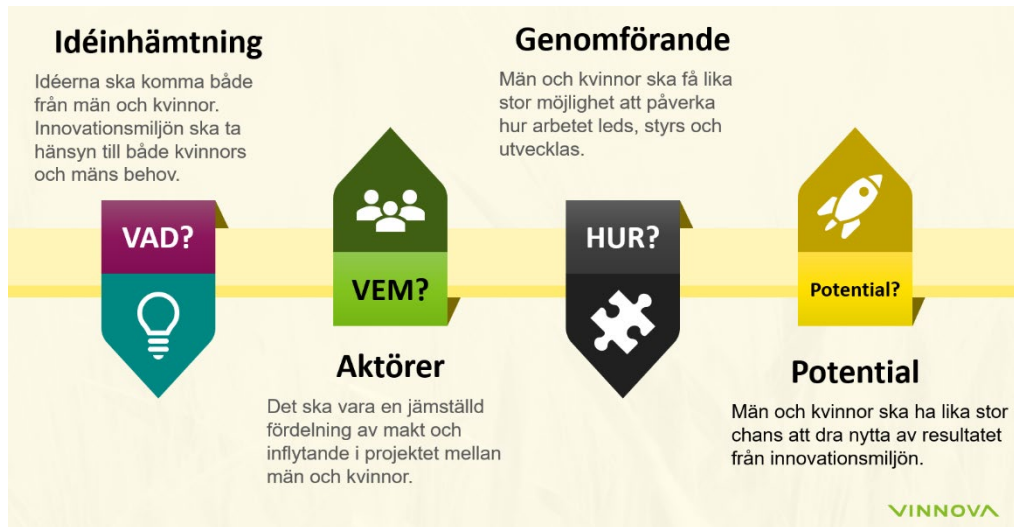 Idéinhämtning
Idéerna ska komma både
från män och kvinnor.
Innovationsmiljön ska ta
hänsyn till både kvinnors
och mäns behov.
VAD?
VEM?
Aktörer
Det ska vara en jämställd
fördelning av makt och
inflytande i projektet mellan
män och kvinnor.
Genomförande
Män och kvinnor ska få lika
stor möjlighet att påverka
hur arbetet leds, styrs och
utvecklas.
HUR?
Potential?
Potential
Män och kvinnor ska ha lika stor
chans att dra nytta av resultatet
från innovationsmiljön.
VINNOVA